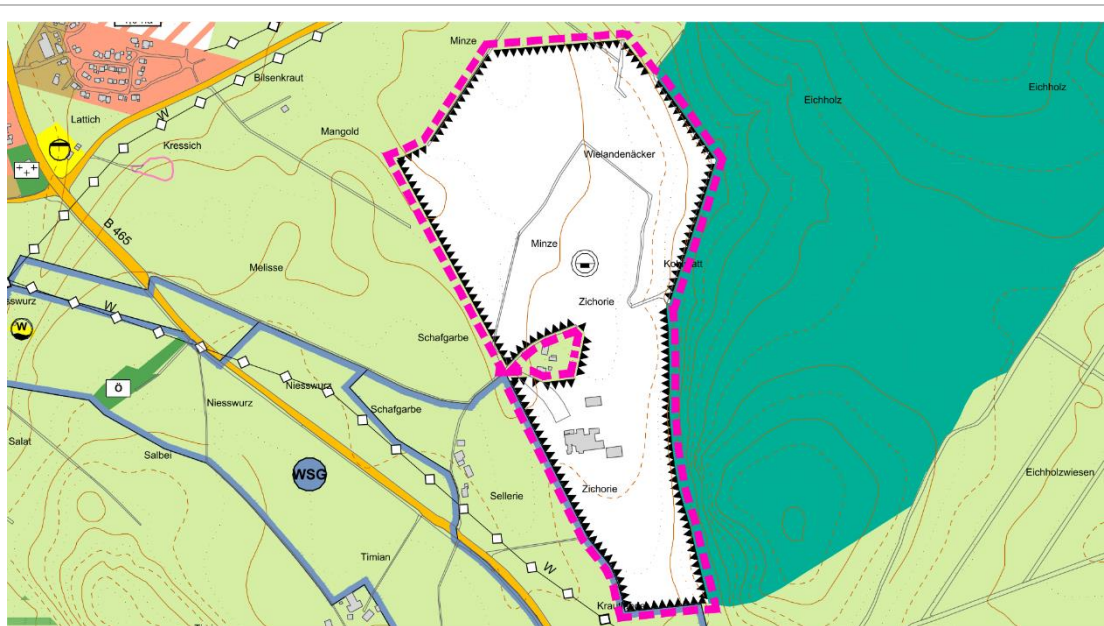 Minze
Bilsenkraut
Lattich
Kressich
Mangold
Eichholz
Eichholz
Wielandenäcker
B 465
Minze
Melisse
Zichorie
W
W
Schafgarbe
Ö
Niesswurz
Niesswurz
Schafgarbe
Salat
Salbei
WSG
Sellerie
Zichorie
Eichholzwiesen
Timian
W